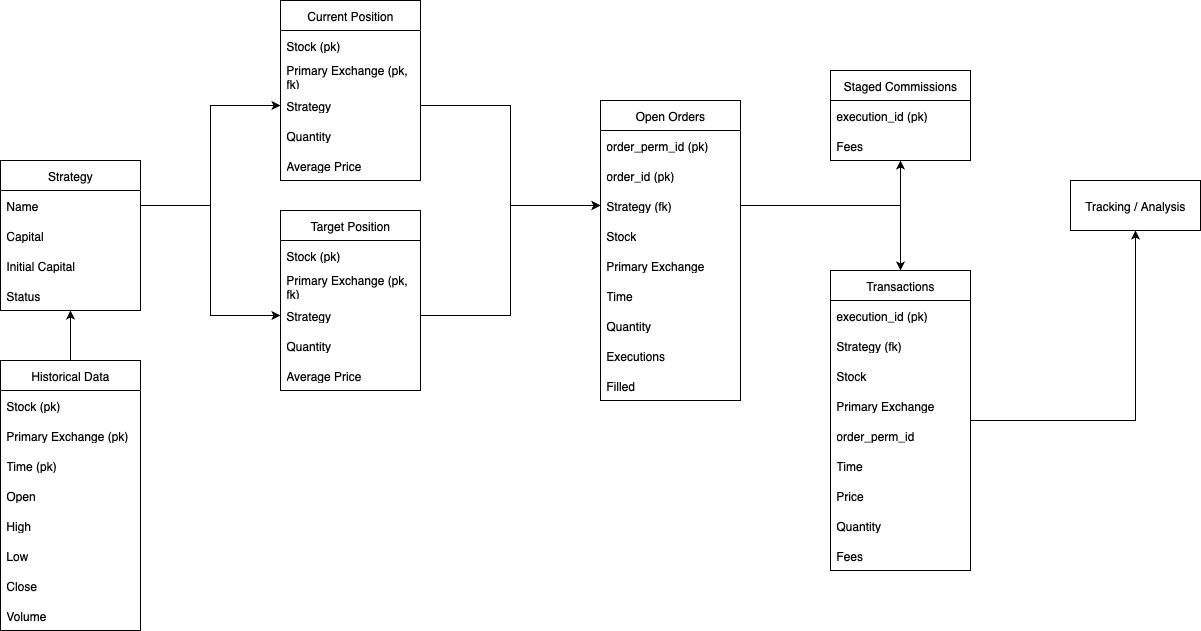 Current Position
Stock (pk)
Primary Exchange (pk,
fk)
Strategy
Quantity
Average Price
Strategy
Name
Capital
Initial Capital
Status
Target Position
Stock (pk)
Primary Exchange (pk,
fk)
Strategy
Quantity
Average Price
Historical Data
Stock (pk)
Primary Exchange (pk)
Time (pk)
Open
High
Low
Close
Volume
Open Orders
order_perm_id (pk)
order_id (pk)
Strategy (fk)
Stock
Primary Exchange
Time
Quantity
Executions
Filled
Staged Commissions
execution_id (pk)
Fees
Transactions
execution_id (pk)
Strategy (fk)
Stock
Primary Exchange
order_perm_id
Time
Price
Quantity
Fees
Tracking / Analysis